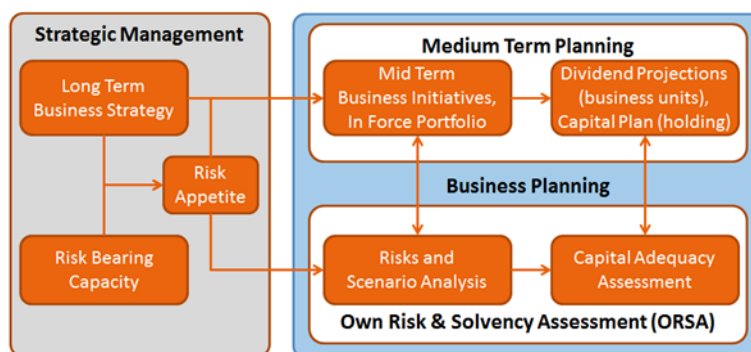 Strategic Management
Long Term
Business Strategy
Risk
Appetite
Risk Bearing
Capacity
Medium Term Planning
Mid Term
Business Initiatives,
In Force Portfolio
Dividend Projections
(business units),
Capital Plan (holding)
Business Planning
Risks and
Scenario Analysis
Capital Adequacy
Assessment
Own Risk & Solvency Assessment (ORSA)